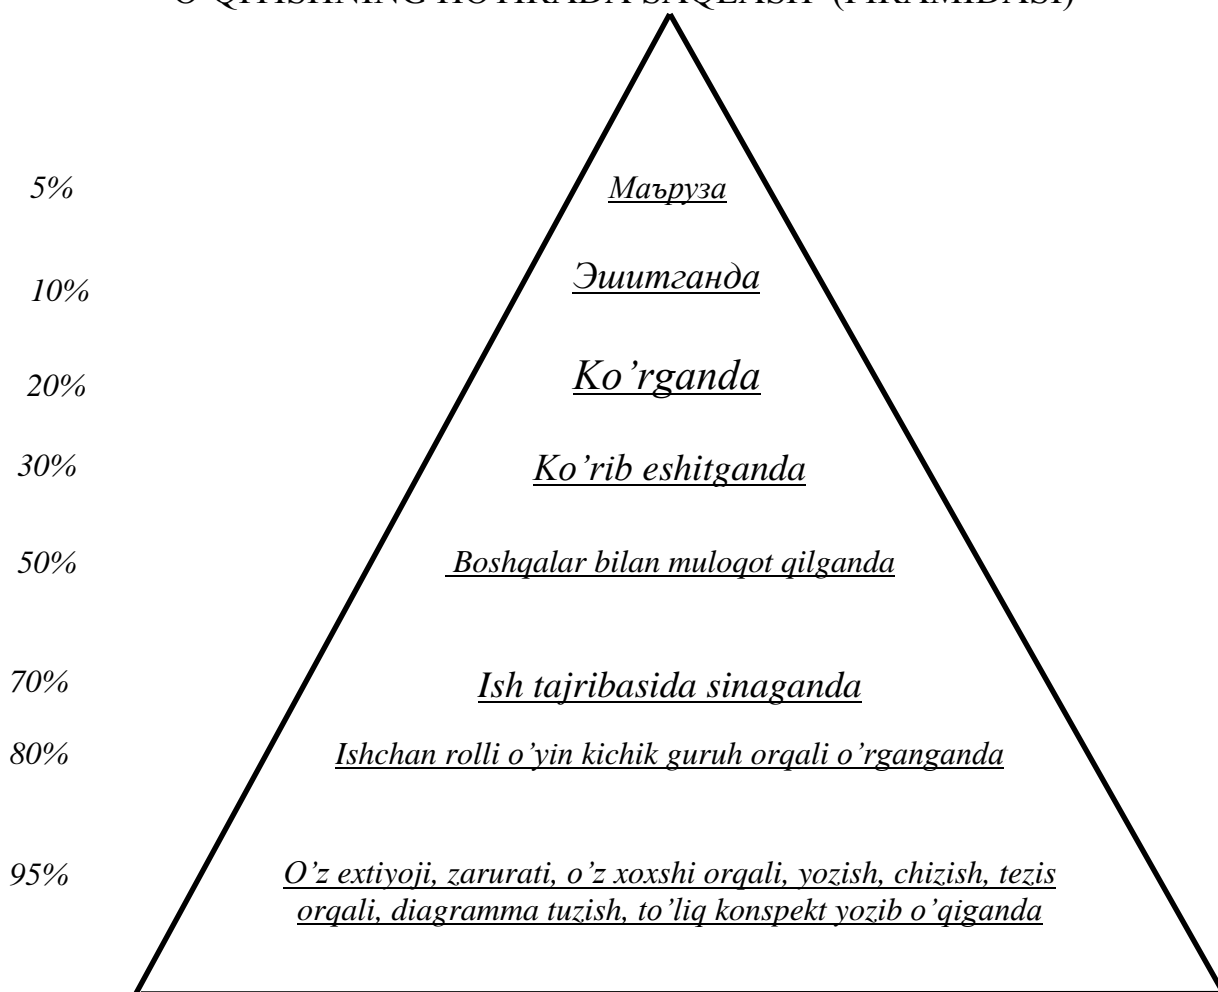 5% Маъруза
10% Эшитганда
20% Ko’rganda
30% Ko’rib eshitganda
50% Boshqalar bilan muloqot qilganda
70% Ish tajribasida sinaganda
80% Ishchan rolli o’yin kichik guruh orqali o’rganganda
95% O’z extiyoji, zarurati, o’z xoxshi orqali, yozish, chizish, tezis
orqali, diagramma tuzish, to’liq konspekt yozib o’qiganda